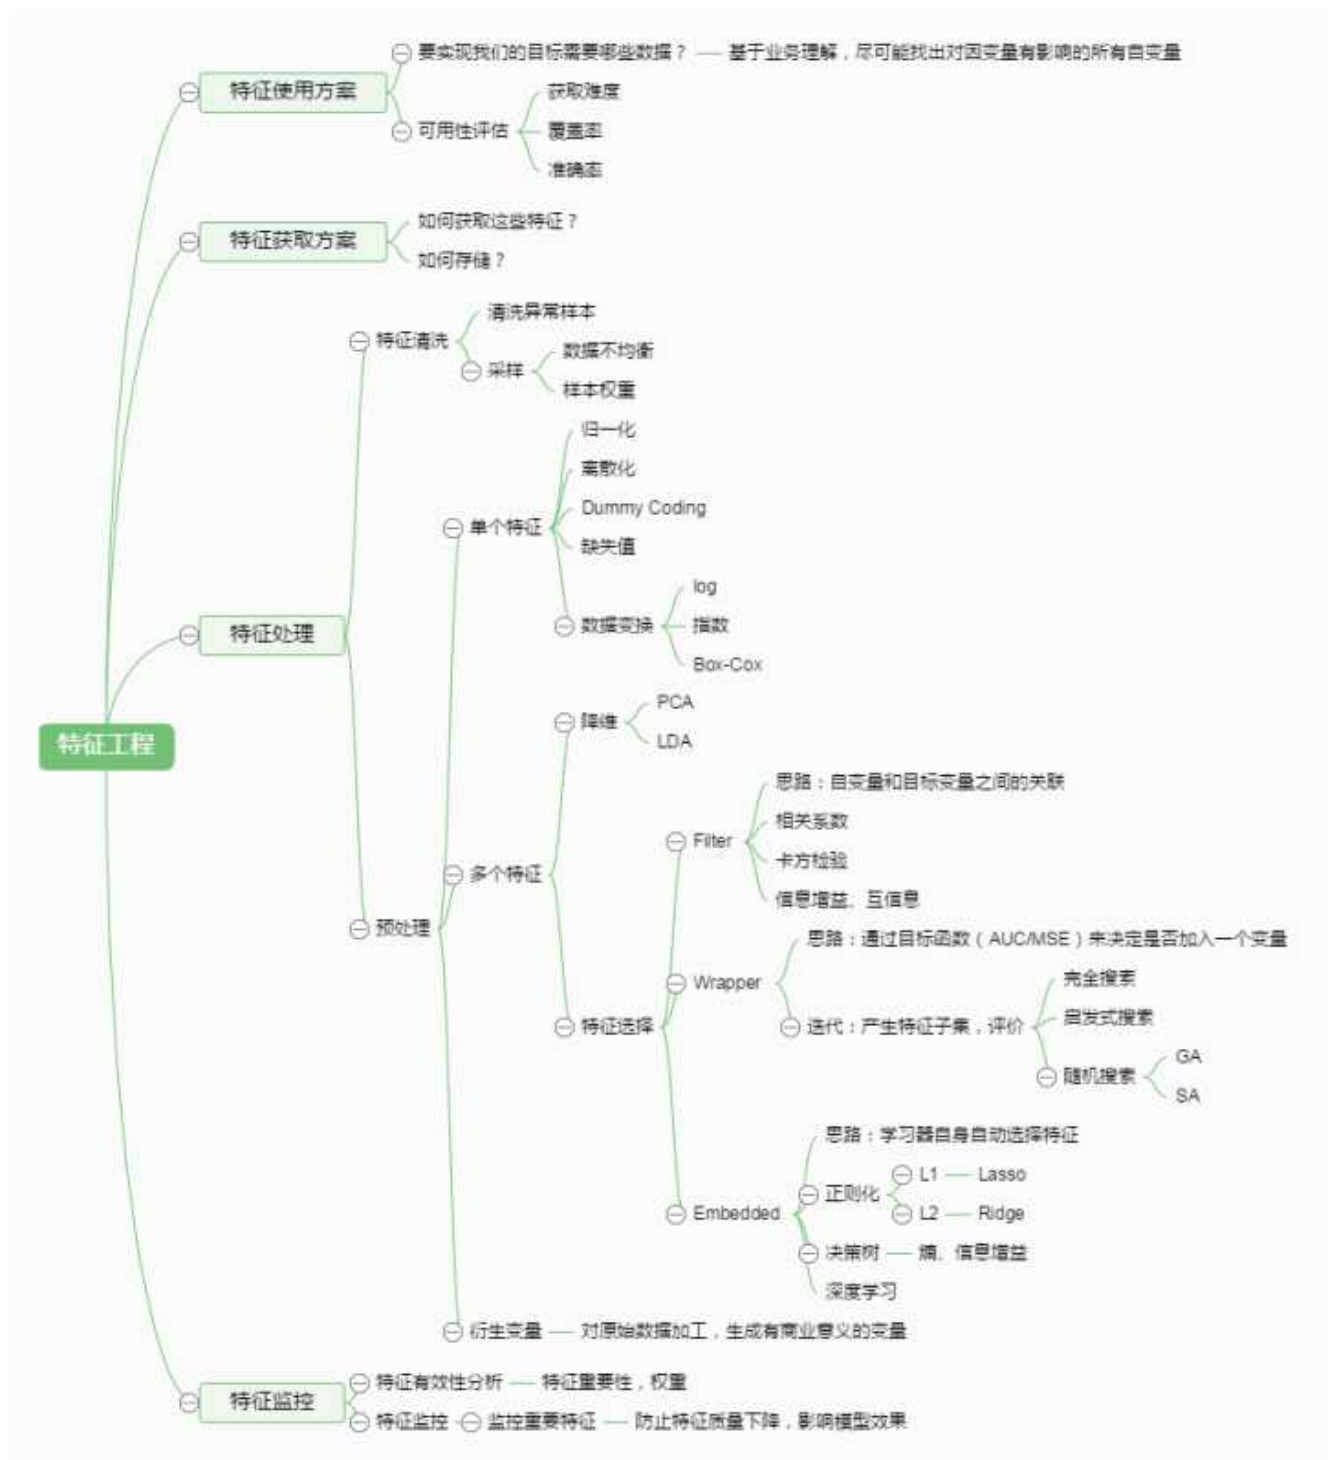 要实现我们的目标需要哪些数据？ 基于业务理解，尽可能找出对因变量有影响的所有自变量
特征使用方案
获取难度
可用性评估
覆盖率
准确态
如何获取这些特征？
特征获取方案
如何存储？
清洗异常样本
特征清洗
数据不均衡
采样
样本权重
归一化
离散化
Dummy Coding
单个特征
缺失值
log
数据变换
指数
特征处理
Box-Cox
PCA
降维
LDA
特征工程
思路：自变量和目标变量之间的关联
相关系数
Filter
卡方检验
多个特征
信息增益、互信息
预处理
思路：通过目标函数（AUC/MSE）来决定是否加入一个变量
完全搜索
Wrapper
启发式搜索
特征选择
迭代：产生特征子集，评价
GA
随机搜索
SA
思路：学习器自身自动选择特征
L1 Lasso
正则化
L2 Ridge
Embedded
决策树 熵、信息增益
深度学习
衍生变量 对原始数据加工，生成有商业意义的变量
特征有效性分析 特征重要性，权重
特征监控
特征监控 监控重要特征 防止特征质量下降，影响模型效果